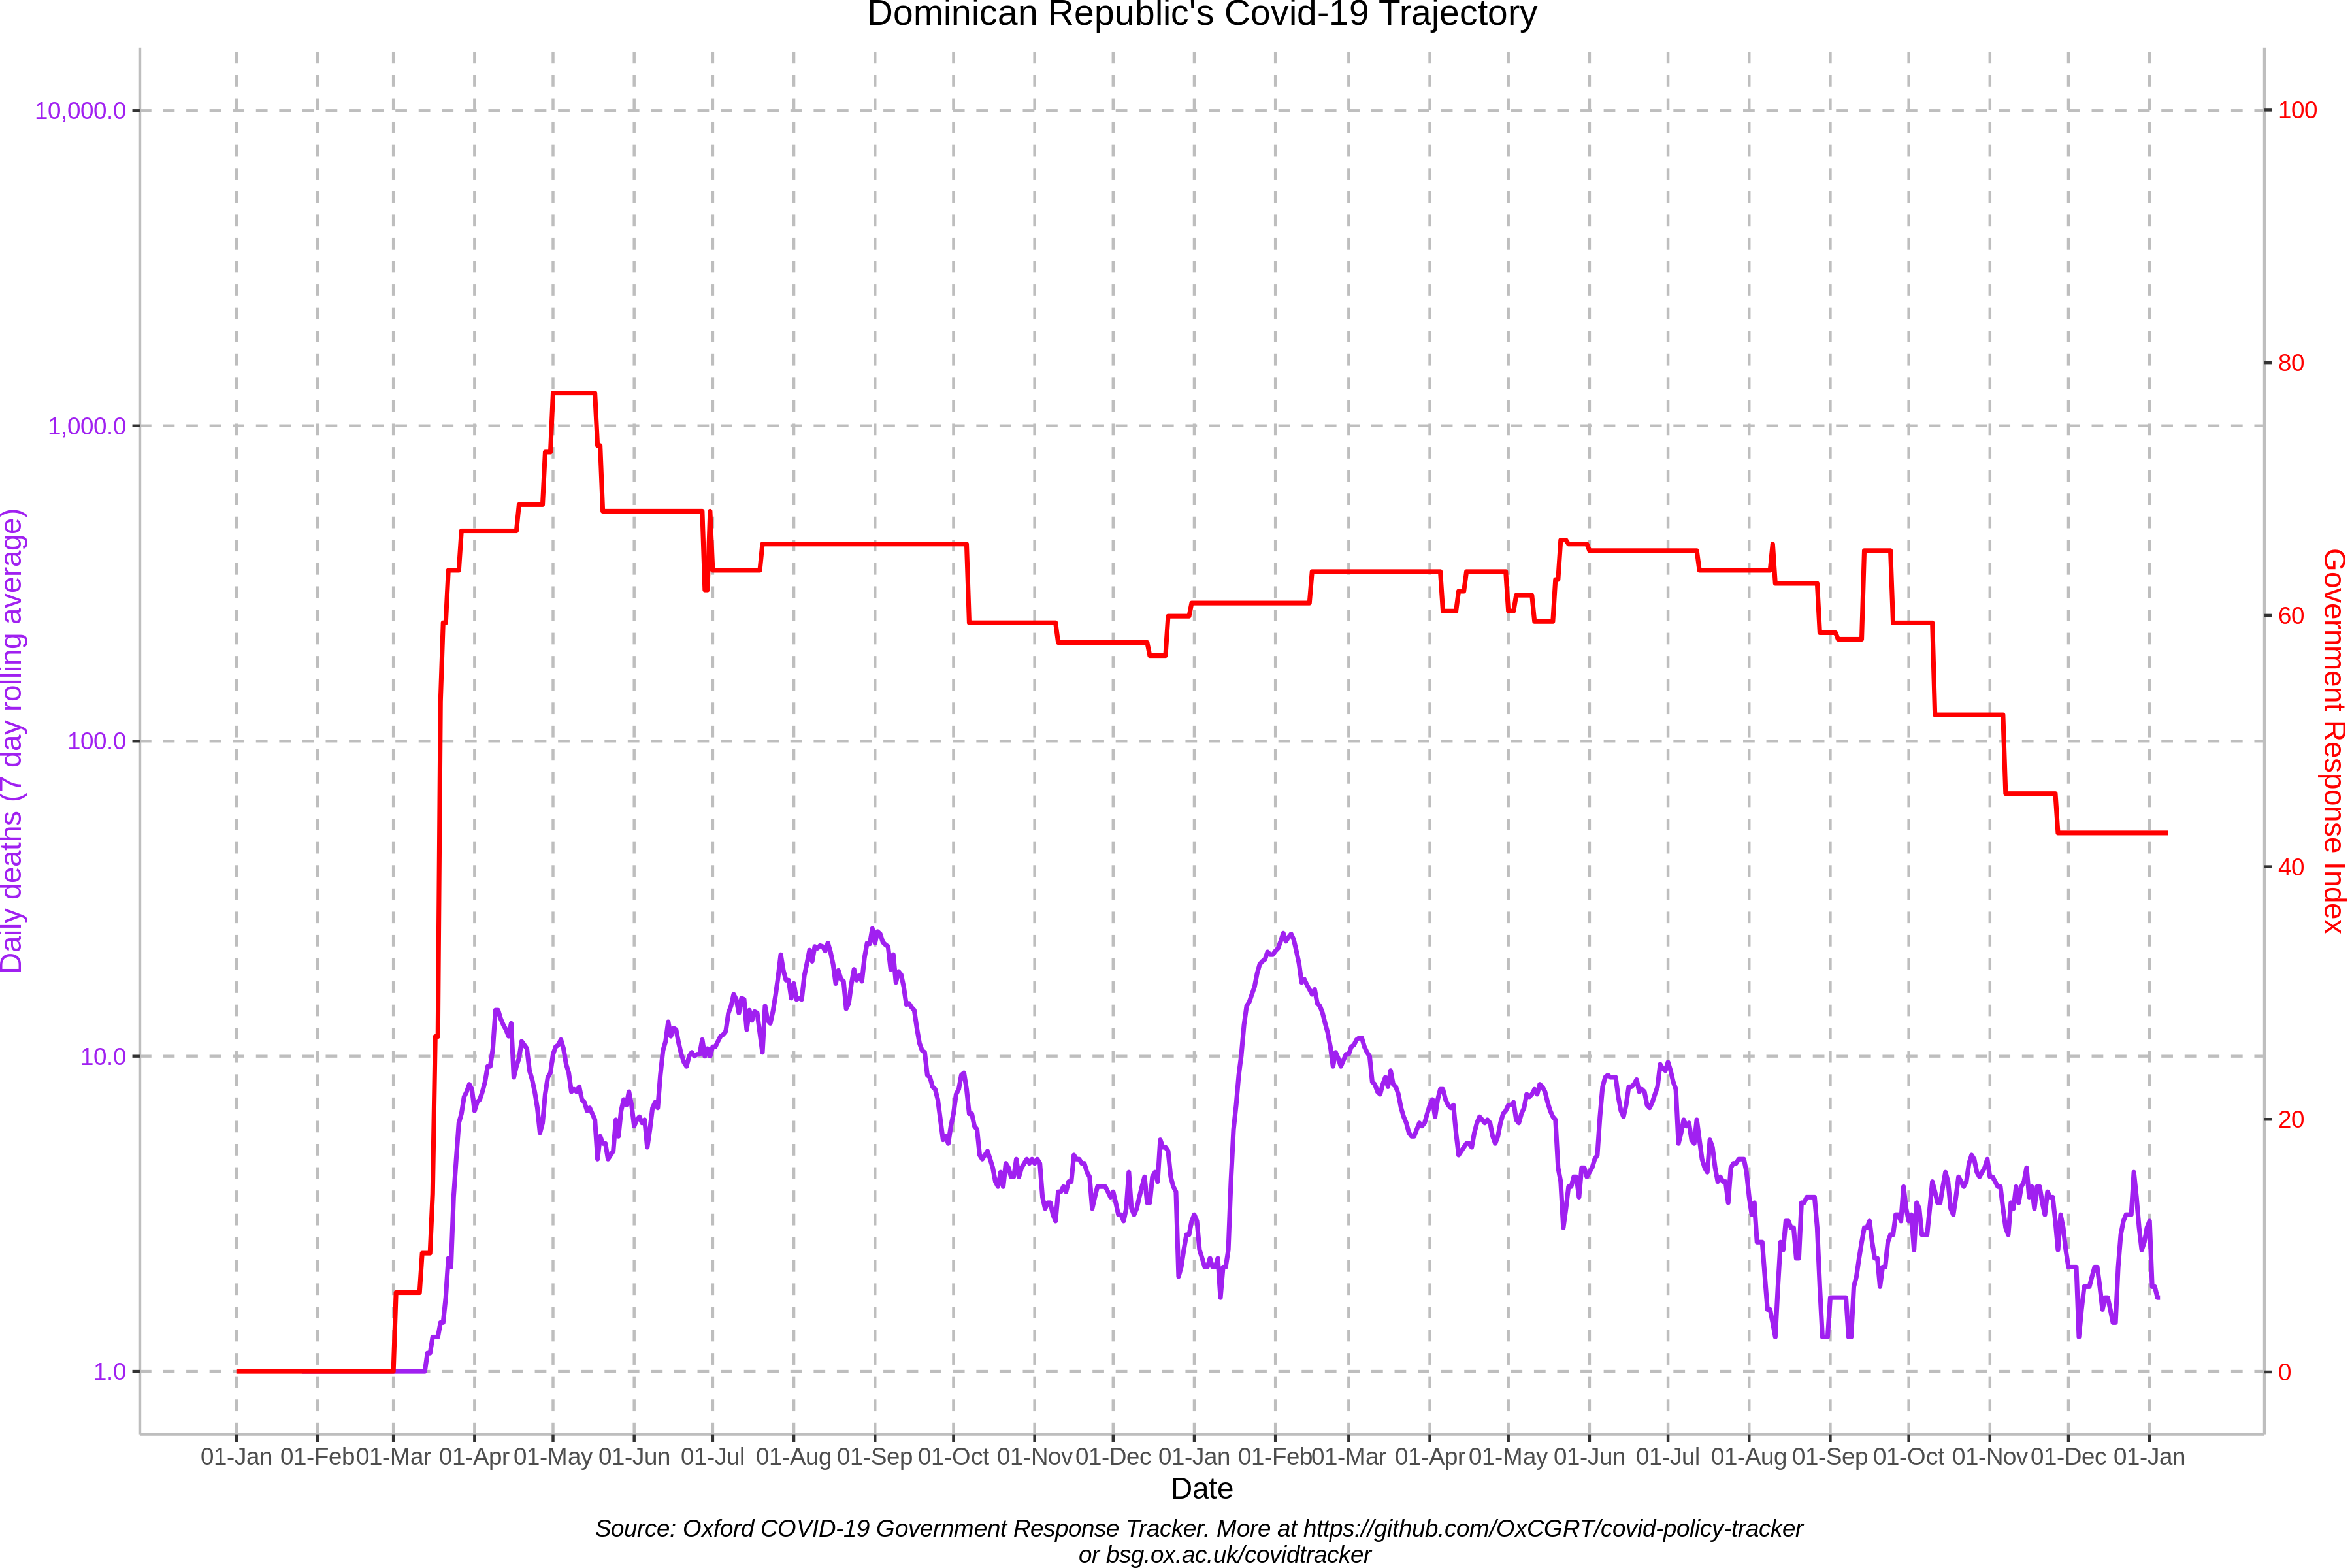 Dominican Republic's Covid-19 Trajectory
10,000.0
1,000.0
100.0
10.0
1.0
Daily deaths (7 day rolling average)
100
80
60
40
20
0
Government Response Index
01-Jan 01-Feb 01-Mar 01-Apr 01-May 01-Jun 01-Jul 01-Aug 01-Sep 01-Oct 01-Nov 01-Dec 01-Jan 01-Feb 01-Mar 01-Apr 01-May 01-Jun 01-Jul 01-Aug 01-Sep 01-Oct 01-Nov 01-Dec 01-Jan
Date
Source: Oxford COVID-19 Government Response Tracker. More at https://github.com/OxCGRT/covid-policy-tracker
or bsg.ox.ac.uk/covidtracker